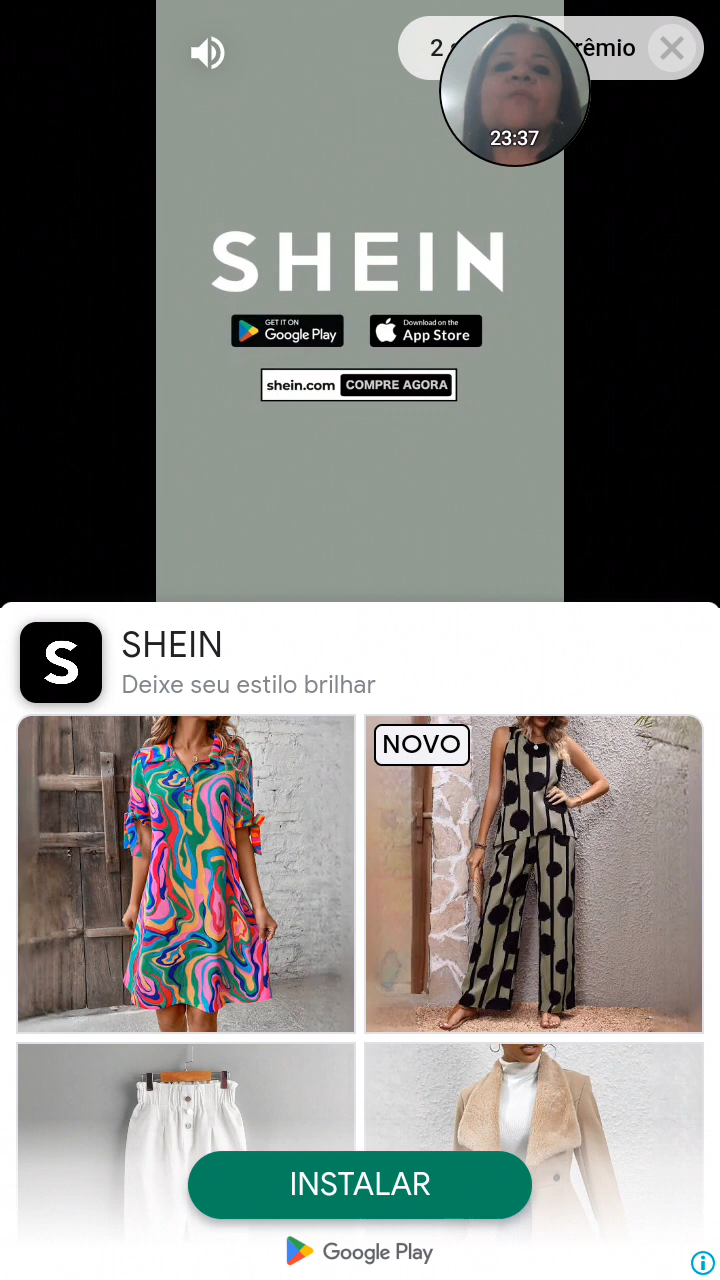 2
rêmio
23:37
SHEIN
GET IT ON
Google Play
Download on the
App Store
shein.com COMPRE AGORA
S
SHEIN
Deixe seu estilo brilhar
NOVO
INSTALAR
Google Play